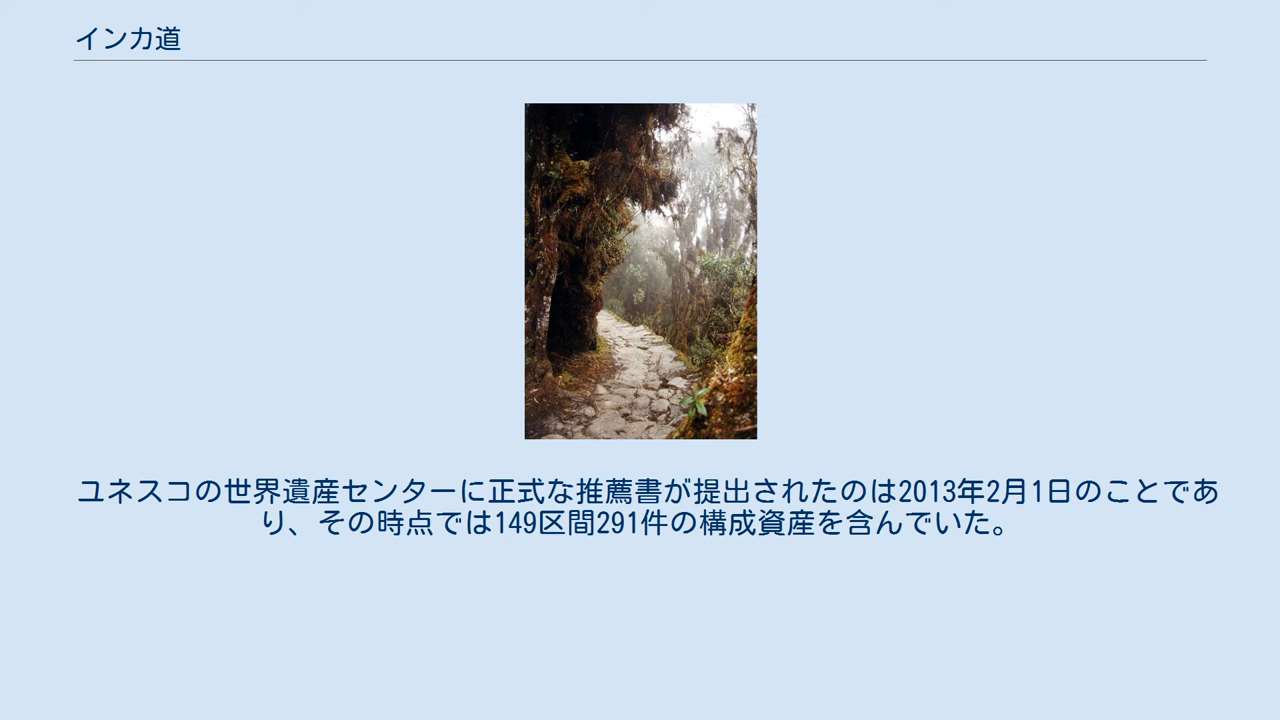 インカ道
ユネスコの世界遺産センターに正式な推薦書が提出されたのは2013年2月1日のことであ
り、その時点では149区間291件の構成資産を含んでいた。